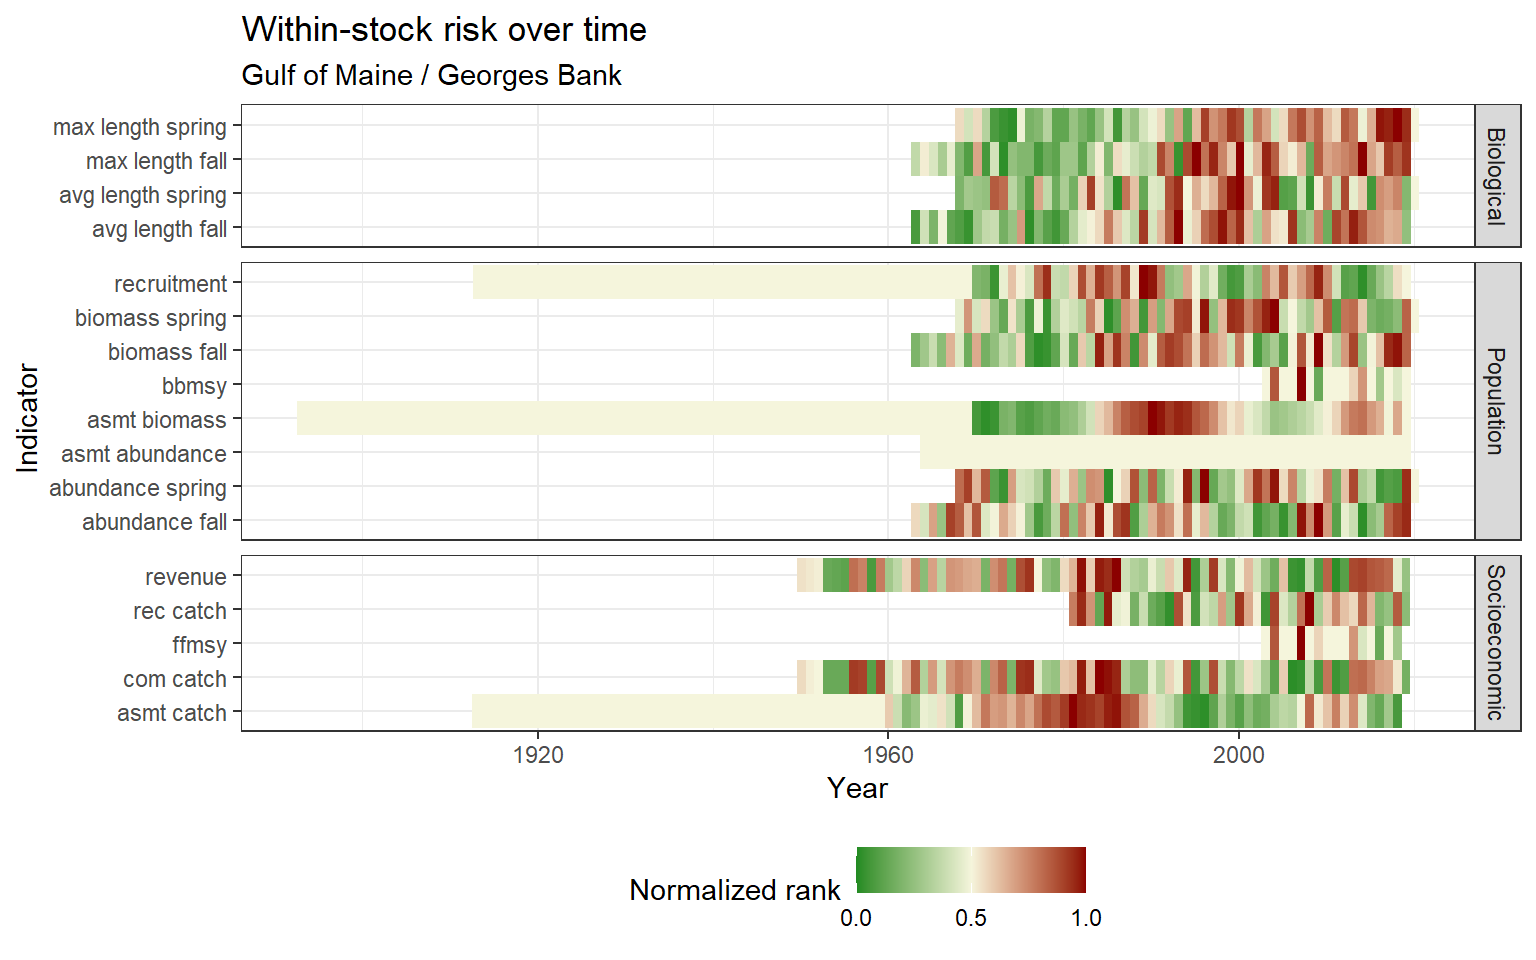 Within-stock risk over time
Gulf of Maine / Georges Bank
max length spring
max length fall
avg length spring
avg length fall
Biological
recruitment
biomass spring
biomass fall
bbmsy
asmt biomass
asmt abundance
abundance spring
abundance fall
Population
revenue
rec catch
ffmsy
com catch
asmt catch
Socioeconomic
Indicator
1920 1960 2000
Year
Normalized rank
0.0 0.5 1.0